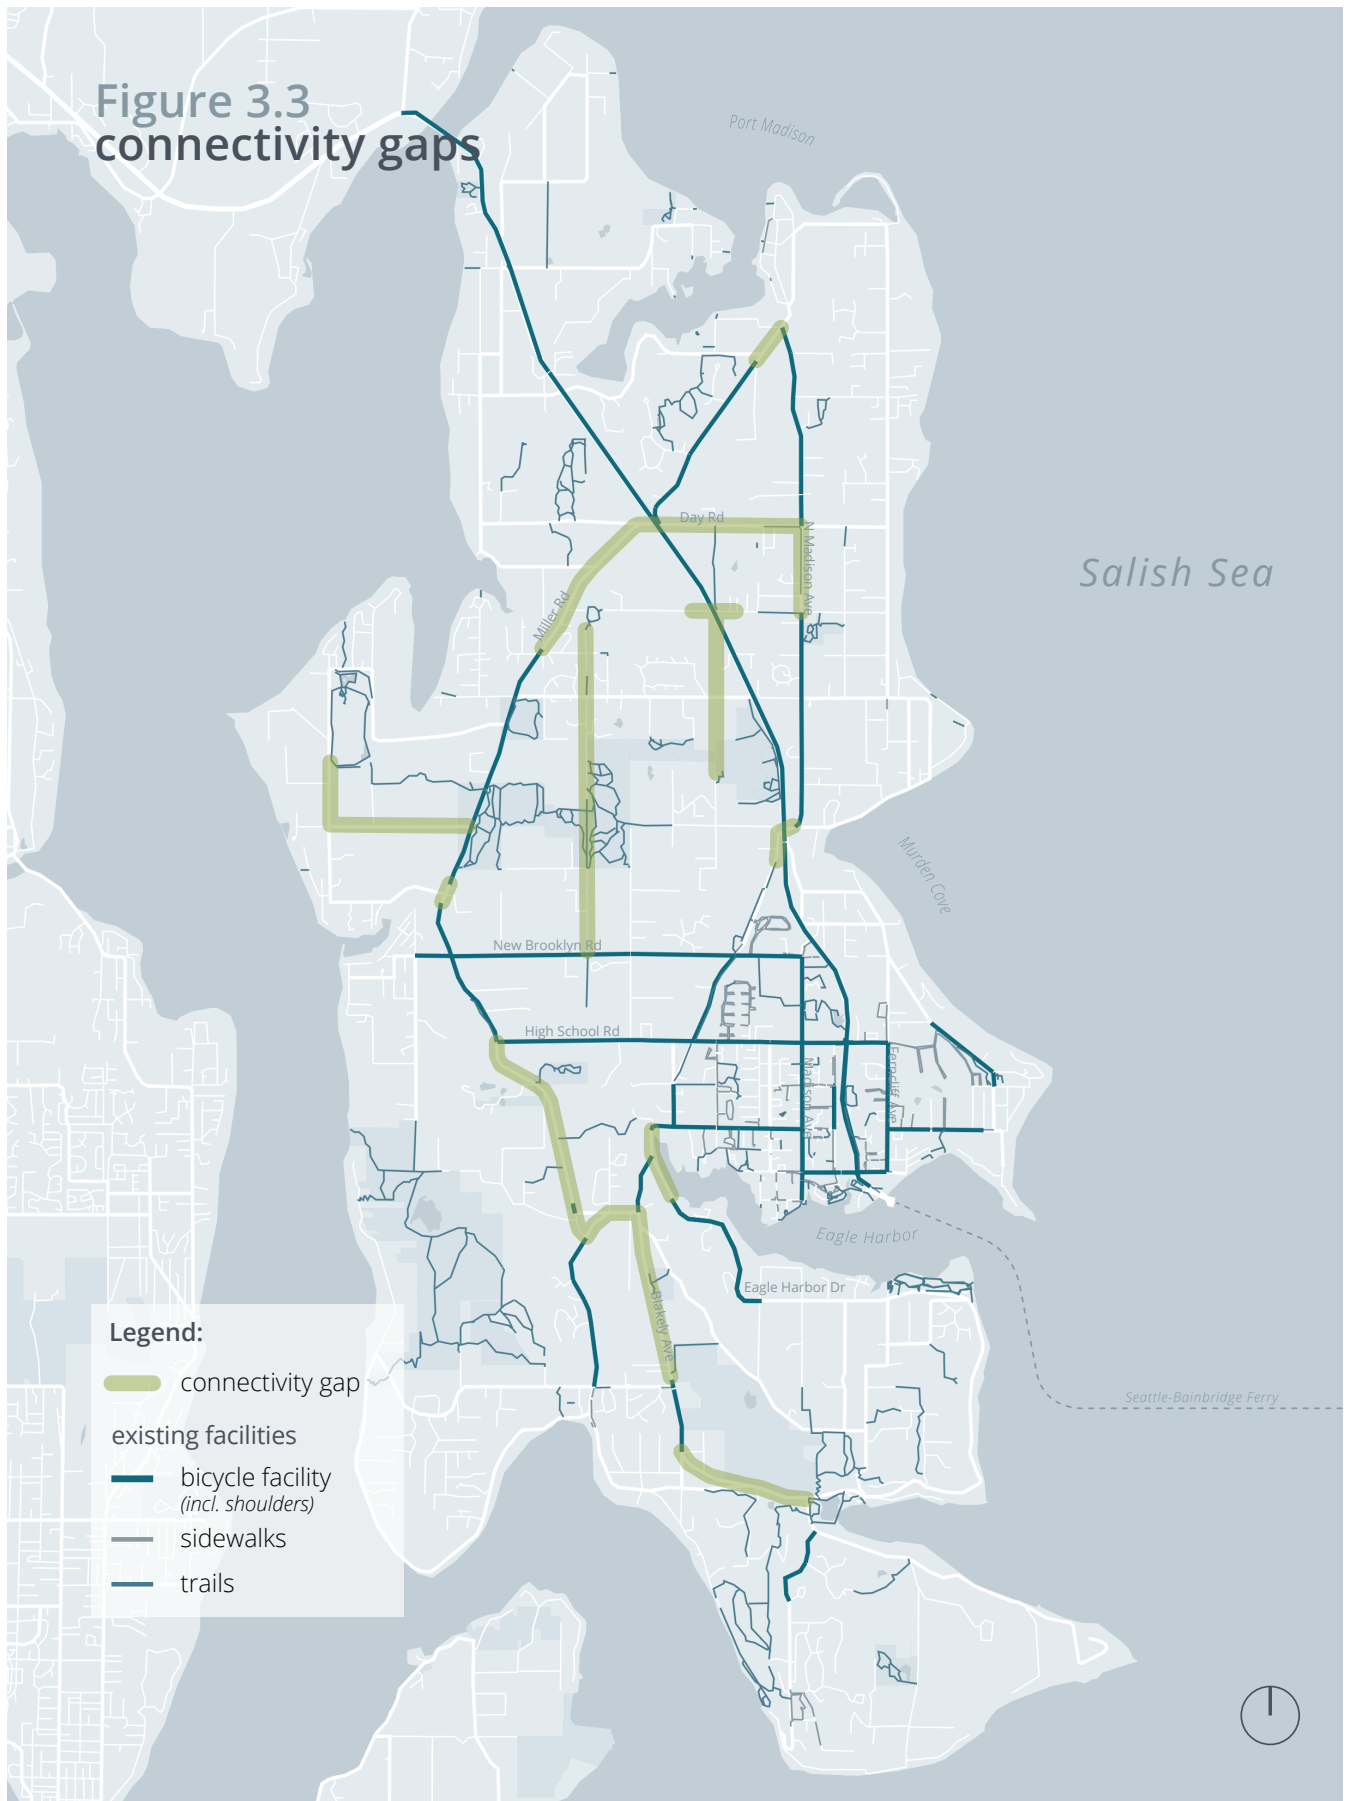 Figure 3.3
connectivity gaps
Port Madison
Day Rd
N Madison Ave
Salish Sea
Miller Rd
Murden Cove
New Brooklyn Rd
High School Rd
Madison Ave
Ferncliff Ave
Eagle Harbor
Eagle Harbor Dr
Blakely Ave
Seattle-Bainbridge Ferry
Legend:
connectivity gap
existing facilities
bicycle facility
(incl. shoulders)
sidewalks
trails